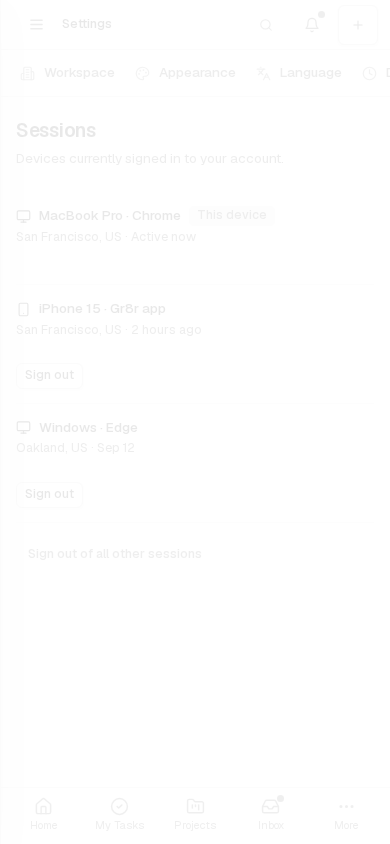 Settings
Workspace Appearance Language
Sessions
Devices currently signed in to your account.
MacBook Pro · Chrome This device
San Francisco, US · Active now
iPhone 15 · Gr8r app
San Francisco, US · 2 hours ago
Sign out
Windows · Edge
Oakland, US · Sep 12
Sign out
Sign out of all other sessions
Home My Tasks Projects Inbox More